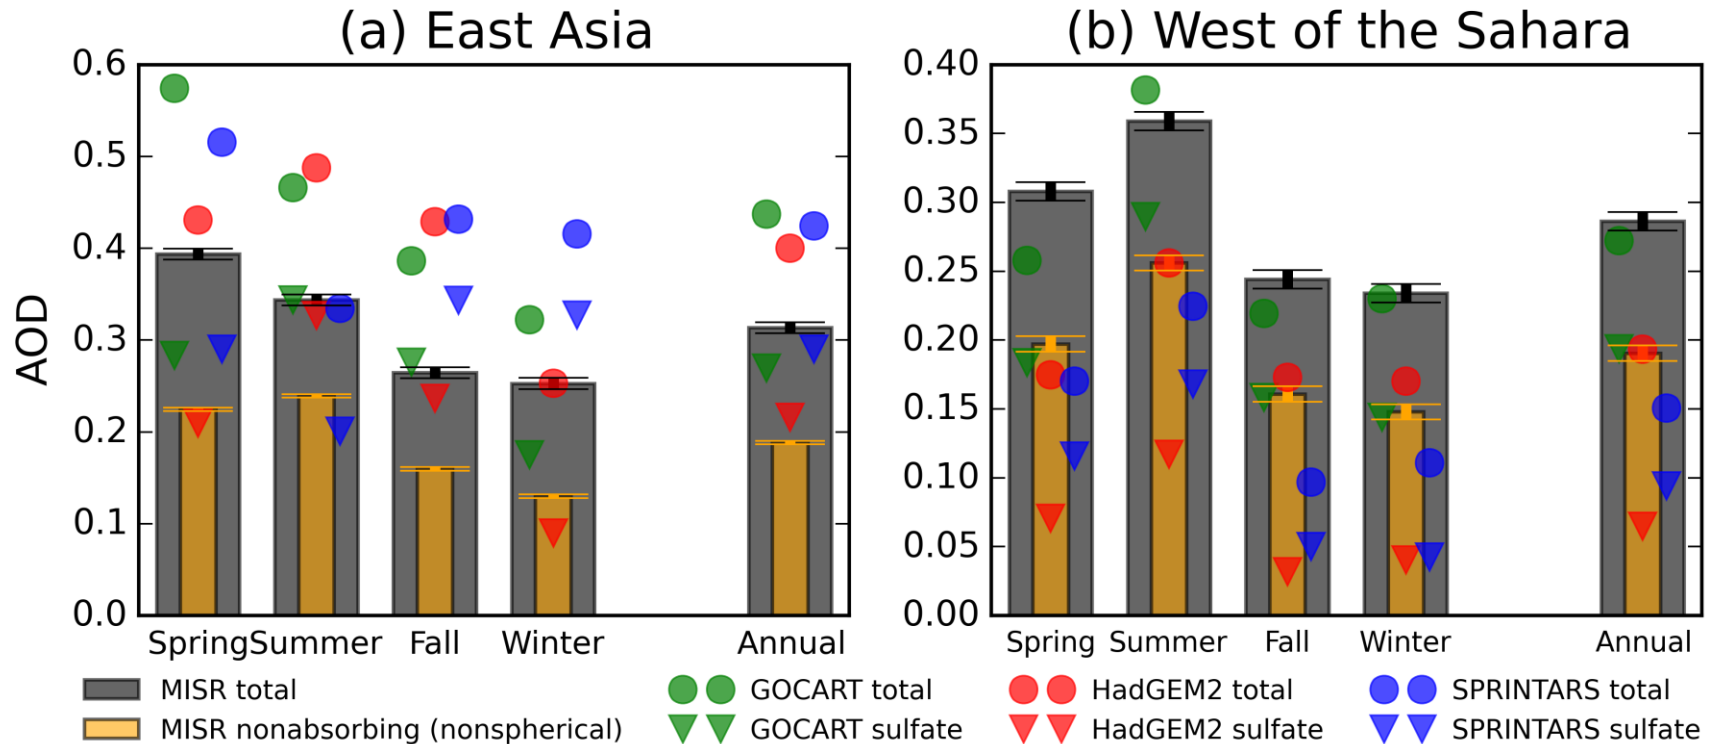 (a) East Asia
(b) West of the Sahara
AOD
0.6
0.5
0.4
0.3
0.2
0.1
0.0
Spring Summer Fall Winter Annual
0.40
0.35
0.30
0.25
0.20
0.15
0.10
0.05
0.00
Spring Summer Fall Winter Annual
MISR total
MISR nonabsorbing (nonspherical)
GOCART total
GOCART sulfate
HadGEM2 total
HadGEM2 sulfate
SPRINTARS total
SPRINTARS sulfate